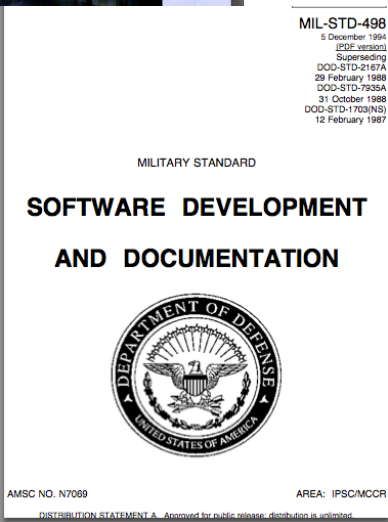 MIL-STD-498
5 December 1994
(PDF version)
Superseding
DOD-STD-2167A
29 February 1988
DOD-STD-7935A
31 October 1988
DOD-STD-1703(NS)
12 February 1987
MILITARY STANDARD
SOFTWARE DEVELOPMENT
AND DOCUMENTATION
DEPARTMENT OF DEFENSE
UNITED STATES OF AMERICA
AMSC NO. N7069
AREA: IPSC/MCCR
DISTRIBUTION STATEMENT A. Approved for public release; distribution is unlimited.